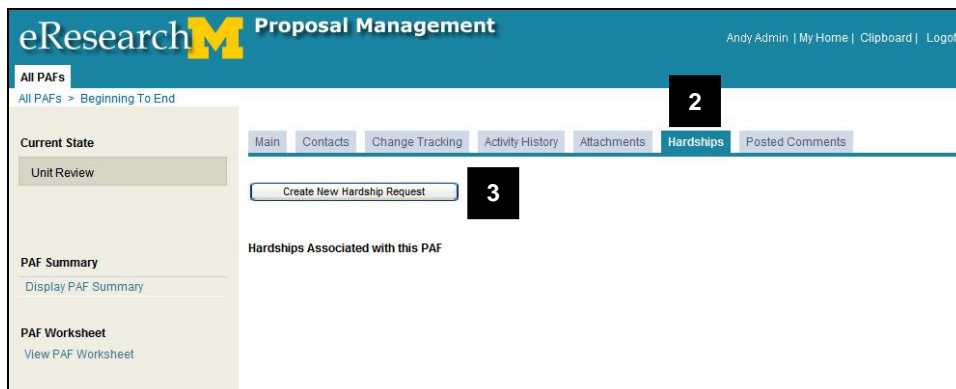 eResearch M Proposal Management
Andy Admin | My Home | Clipboard |
All PAFs
All PAFs > Beginning To End
2
Current State
Main Contacts Change Tracking Activity History Attachments Hardships Posted Comments
Unit Review
Create New Hardship Request 3
Hardships Associated with this PAF
PAF Summary
Display PAF Summary
PAF Worksheet
View PAF Worksheet